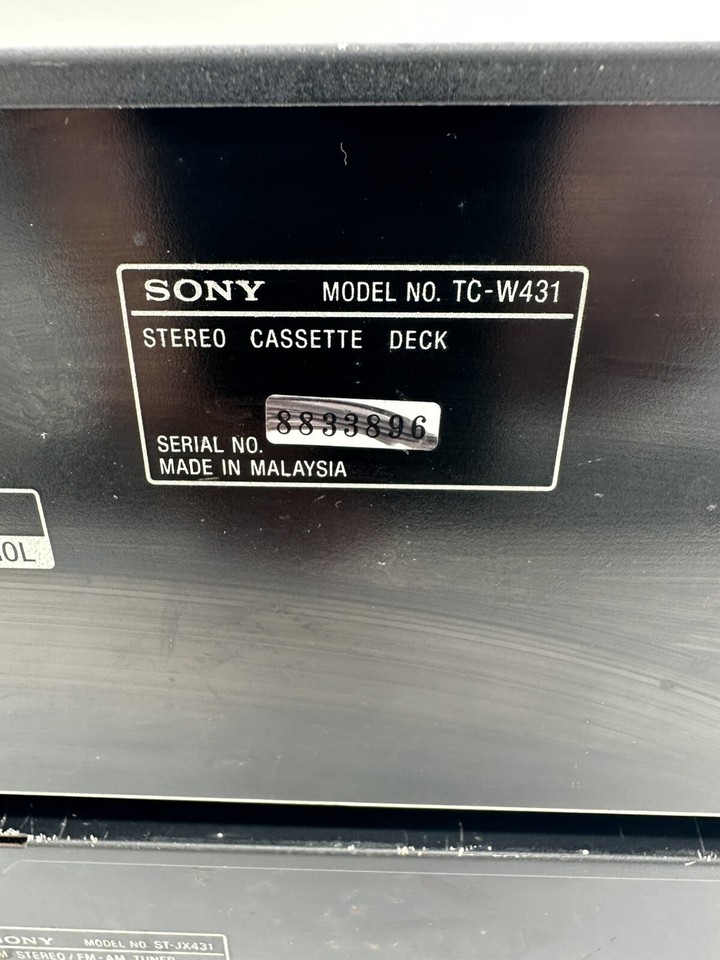 SONY MODEL NO. TC-W431
STEREO CASSETTE DECK
8833896
SERIAL NO.
MADE IN MALAYSIA
OL
SONY MODEL NO. ST-JX431
FM STEREO/FM-AM TUNER